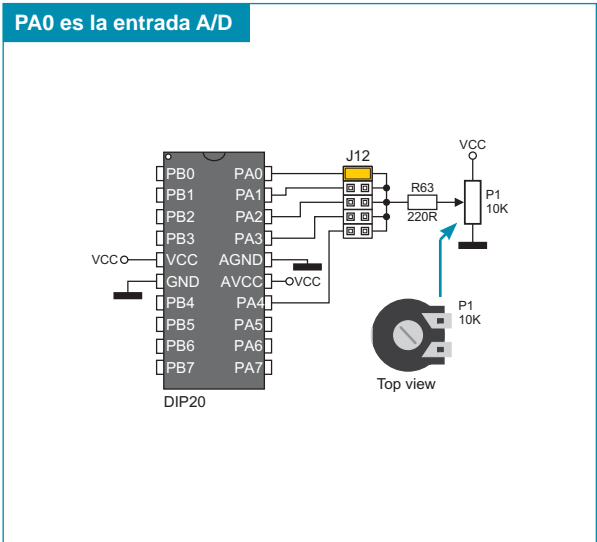 PA0 es la entrada A/D
J12
VCC
PB0 PA0
PB1 PA1
PB2 PA2
PB3 PA3
VCC VCC AGND
GND AVCC VCC
PB4 PA4
PB5 PA5
PB6 PA6
PB7 PA7
DIP20
R63
220R
P1
10K
P1
10K
Top view